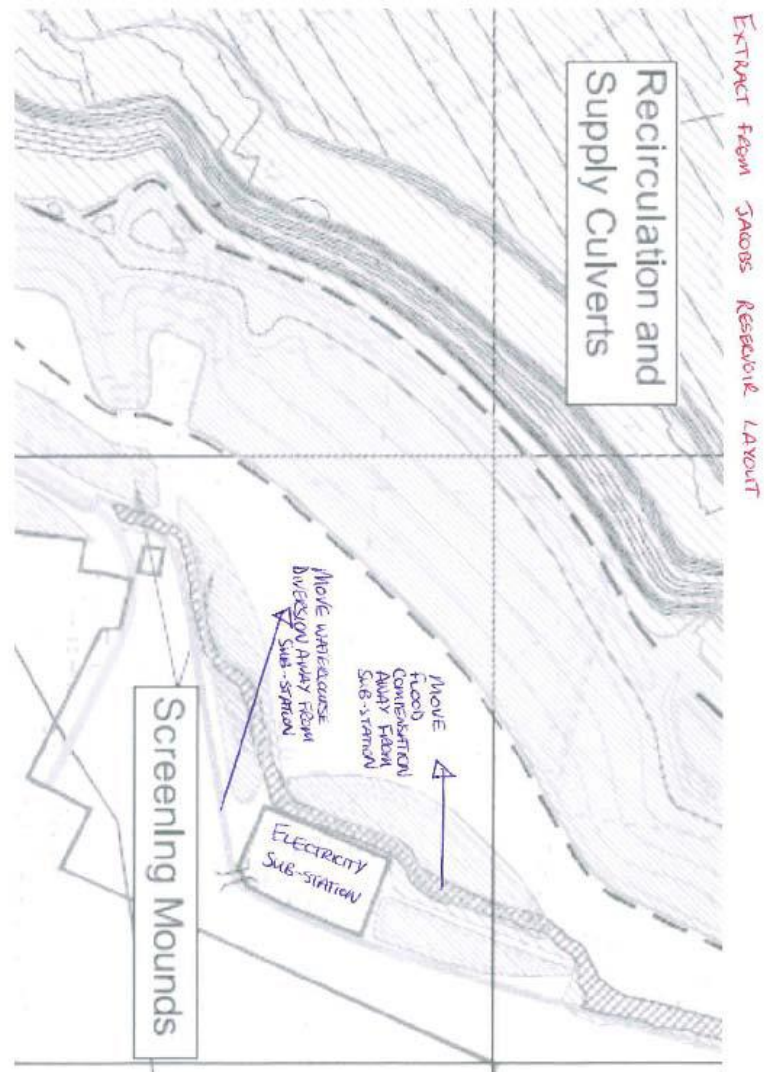 EXTRACT FROM JACOBS RESERVOIR LAYOUT
Recirculation and
Supply Culverts
MOVE
FLOOD
COMPENSATION
AWAY FROM
SUB-STATION
MOVE WATERCOURSE
DIVERSION AWAY FROM
SUB-STATION
ELECTRICITY
SUB-STATION
ScreenIng Mounds